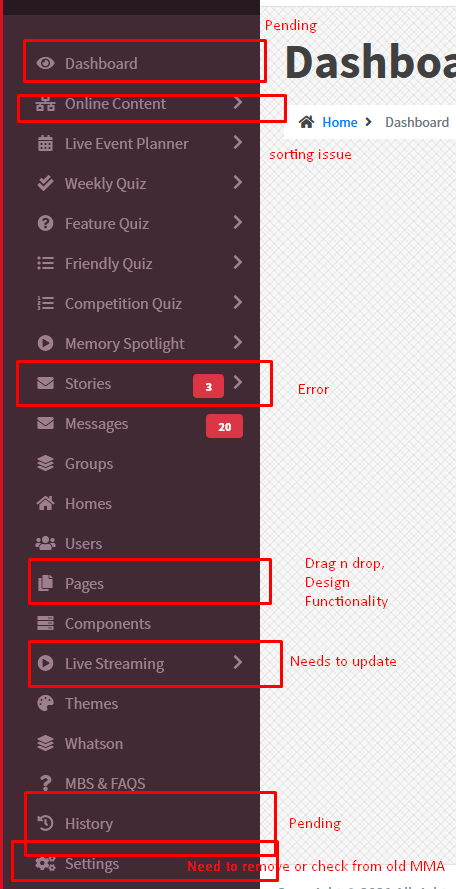 Pending
Dashboard
Dashboa
Online Content
Home
Dashboard
Live Event Planner
sorting issue
Weekly Quiz
Feature Quiz
Friendly Quiz
Competition Quiz
Memory Spotlight
Stories
3
Error
Messages
20
Groups
Homes
Users
Pages
Drag n drop,
Design
Functionality
Components
Live Streaming
Needs to update
Themes
Whatson
MBS & FAQS
History
Pending
Settings
Need to remove or check from old MMA